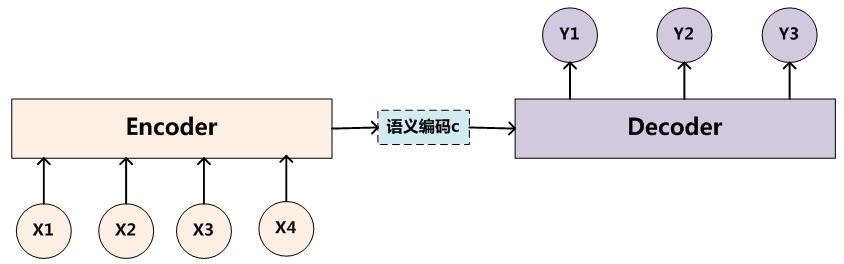 Y1 Y2 Y3
Encoder 语义编码c Decoder
X1 X2 X3 X4